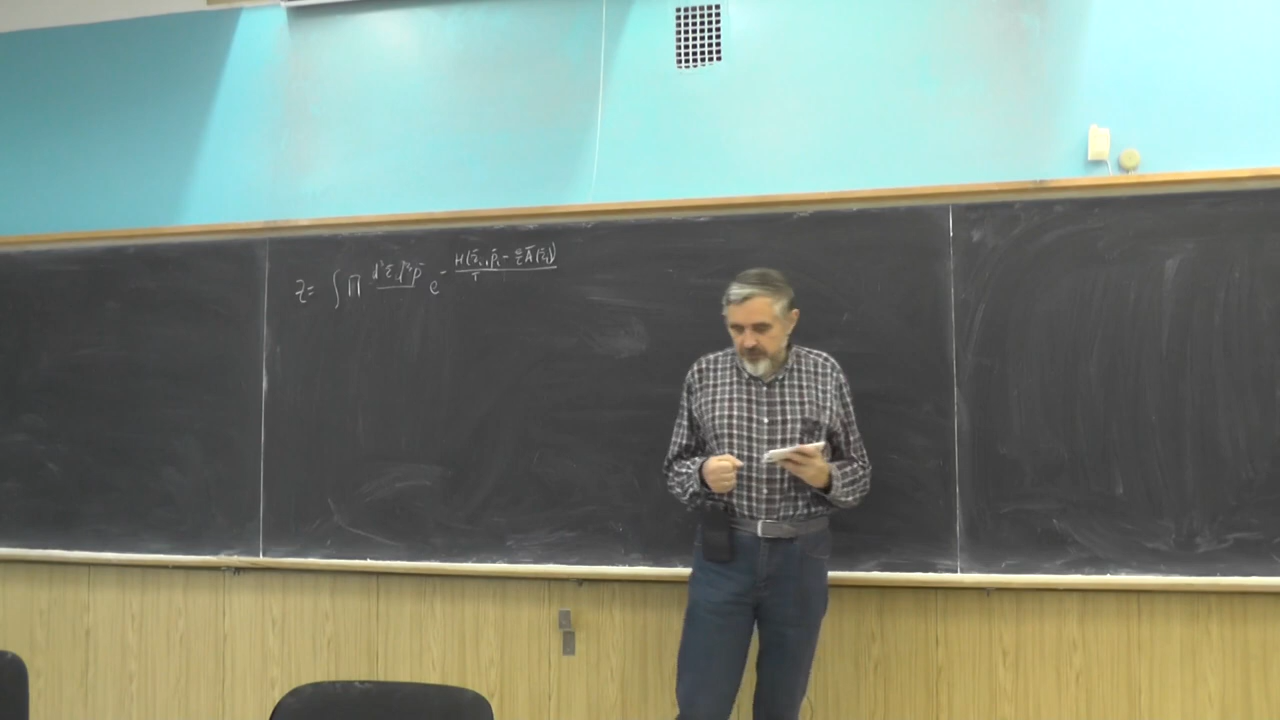 Z = ∫ ∏ d³r̄ᵢ d³p̄ / e^{- H(r̄ᵢ, p̄ᵢ - e/c Ā(r̄ᵢ)) / T}